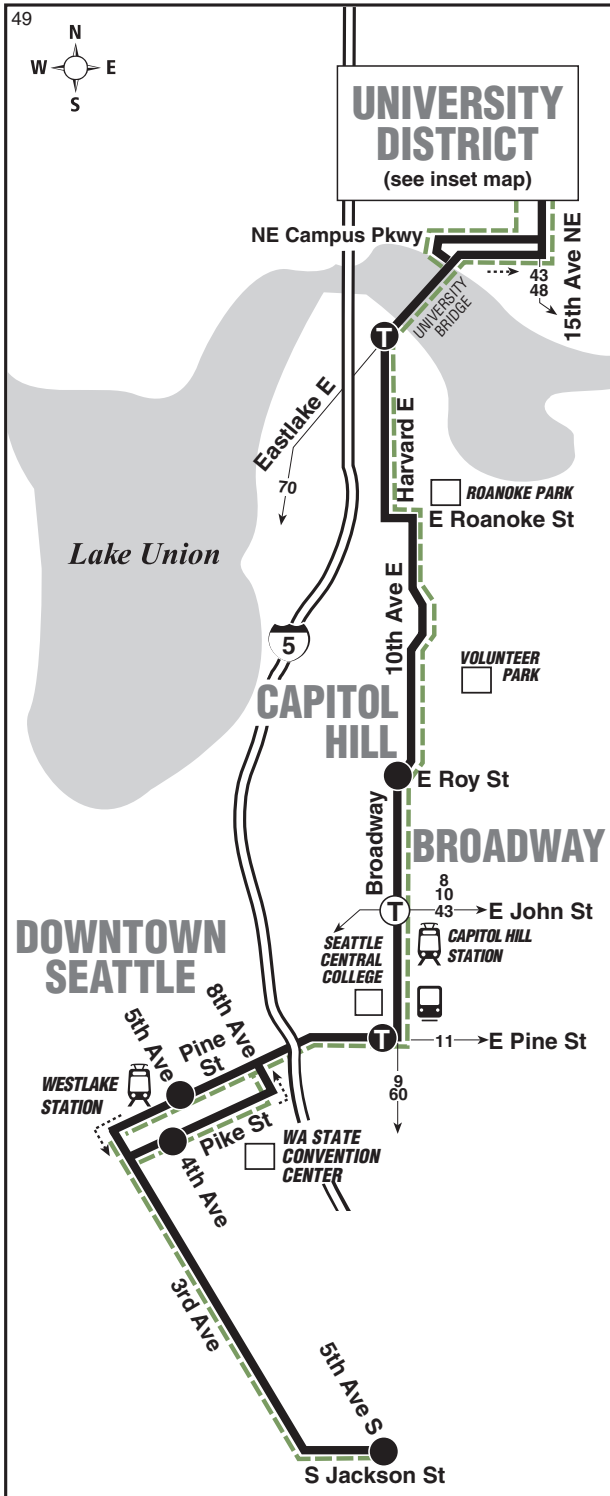 49
N
W
E
S
UNIVERSITY
DISTRICT
(see inset map)
NE Campus Pkwy
43
48
15th Ave NE
UNIVERSITY
BRIDGE
T
Eastlake E
70
Harvard E
ROANOKE PARK
E Roanoke St
Lake Union
10th Ave E
5
VOLUNTEER
PARK
CAPITOL
HILL
E Roy St
Broadway
BROADWAY
8
10
43
T
E John St
CAPITOL HILL
STATION
SEATTLE
CENTRAL
COLLEGE
DOWNTOWN
SEATTLE
T
11
E Pine St
9
60
8th Ave
5th Ave
Pine
St
WESTLAKE
STATION
Pike St
4th Ave
WA STATE
CONVENTION
CENTER
3rd Ave
5th Ave S
S Jackson St